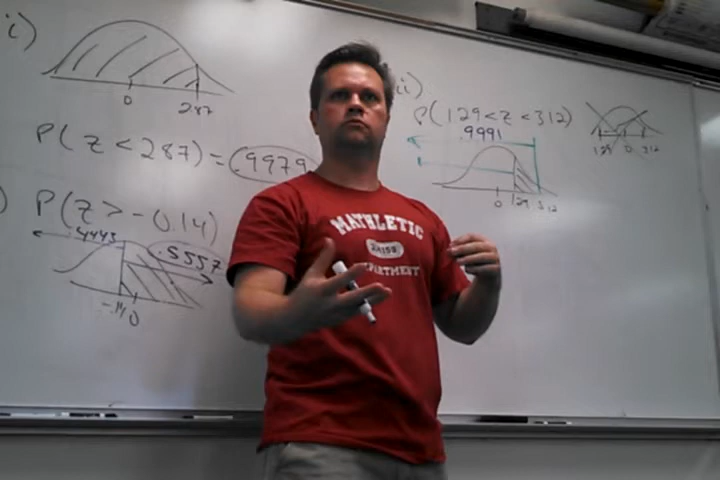 i)
0 2.87
P(Z < 2.87) = .9979
P(Z > -0.14)
.4443 .5557
-.14 0
ii)
P(1.29 < Z < 3.12)
.9991
0 1.29 3.12
1.29 0 3.12
MATHLETIC
DEPARTMENT